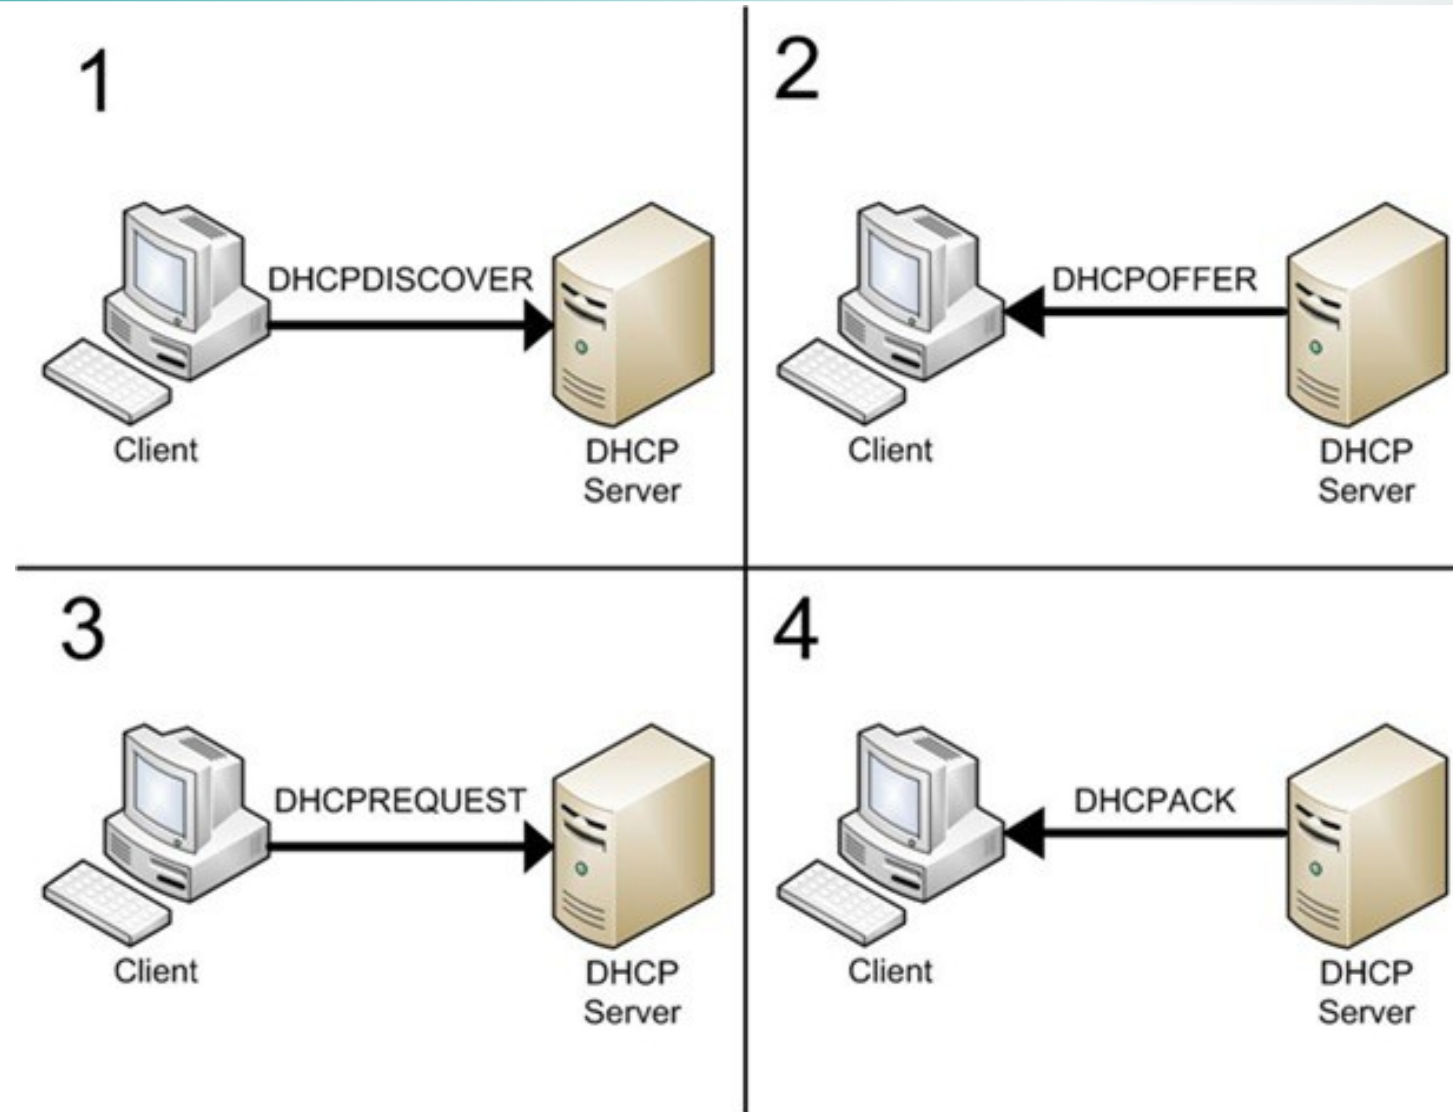 1
DHCPDISCOVER
Client
DHCP
Server
2
DHCPOFFER
Client
DHCP
Server
3
DHCPREQUEST
Client
DHCP
Server
4
DHCPACK
Client
DHCP
Server